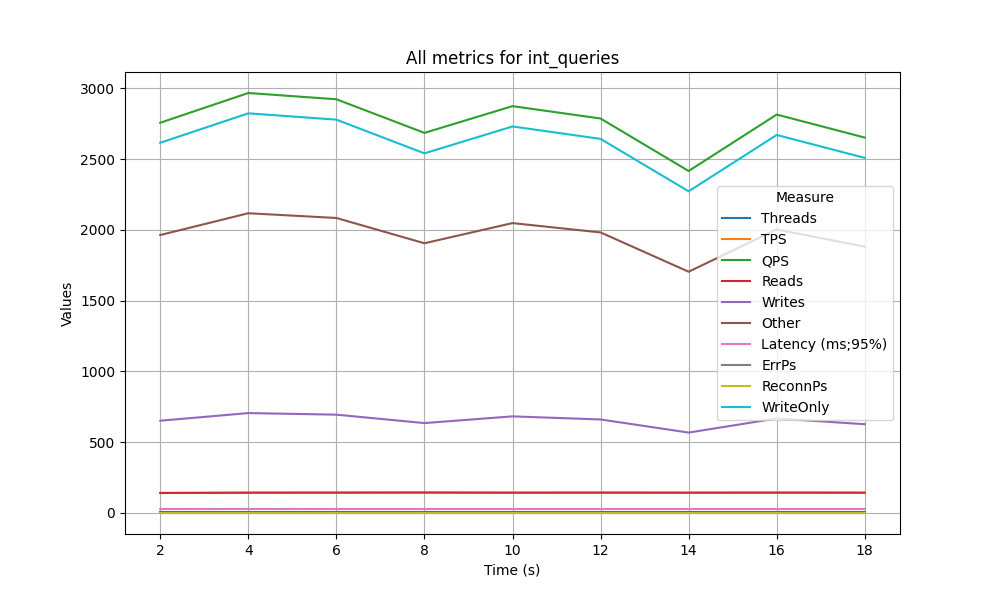 All metrics for int_queries
Values
3000
2500
2000
1500
1000
500
0
Measure
Threads
TPS
QPS
Reads
Writes
Other
Latency (ms;95%)
ErrPs
ReconnPs
WriteOnly
2 4 6 8 10 12 14 16 18
Time (s)